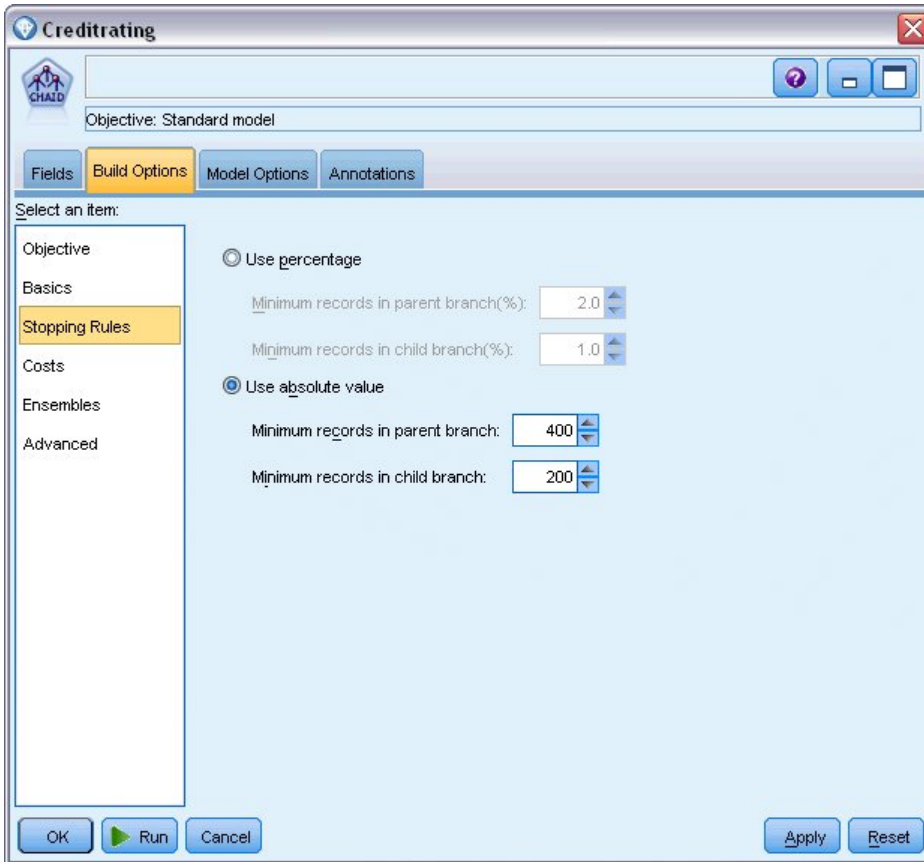 Creditrating
CHAID
Objective: Standard model
Fields Build Options Model Options Annotations
Select an item:
Objective
Basics
Stopping Rules
Costs
Ensembles
Advanced
Use percentage
Minimum records in parent branch(%): 2.0
Minimum records in child branch(%): 1.0
Use absolute value
Minimum records in parent branch: 400
Minimum records in child branch: 200
OK Run Cancel Apply Reset